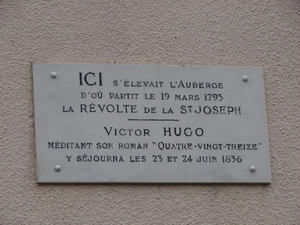 ICI S'ÉLEVAIT L'AUBERGE
D'OÙ PARTIT LE 19 MARS 1793
LA RÉVOLTE DE LA ST JOSEPH
VICTOR HUGO
MÉDITANT SON ROMAN "QUATRE-VINGT-TREIZE"
Y SÉJOURNA LES 23 ET 24 JUIN 1836